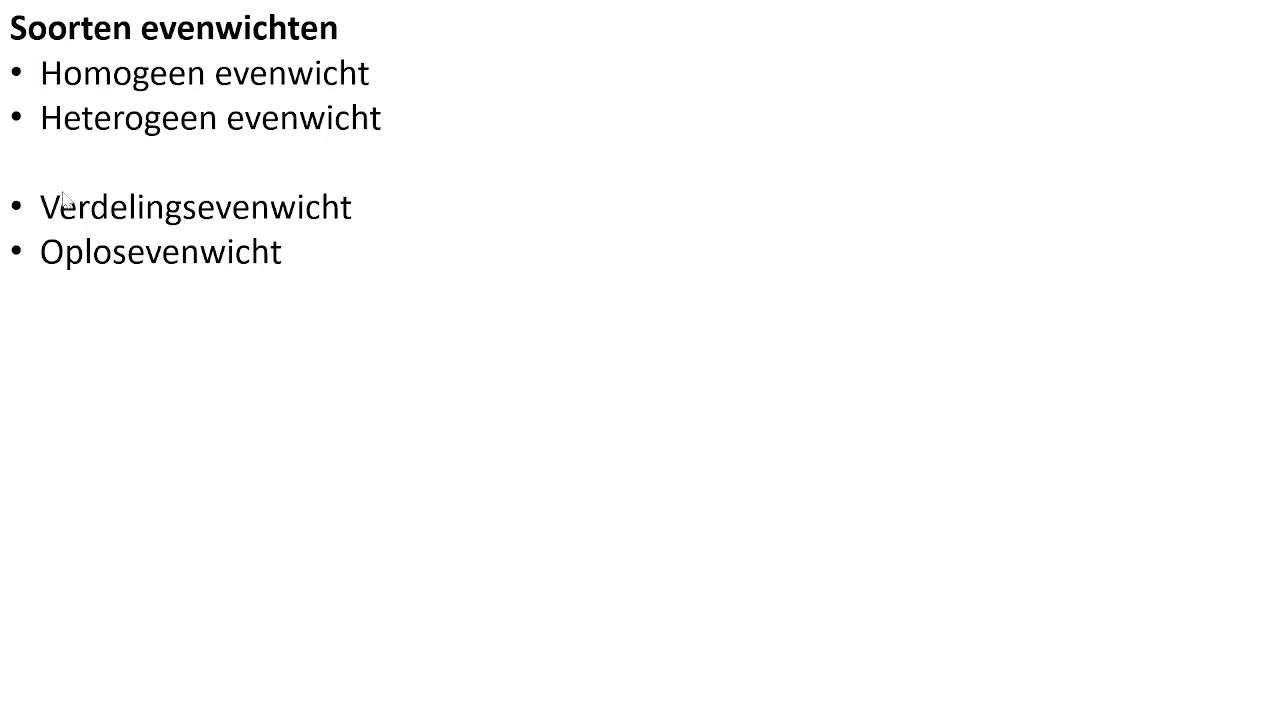 Soorten evenwichten
• Homogeen evenwicht
• Heterogeen evenwicht
• Verdelingsevenwicht
• Oplosevenwicht